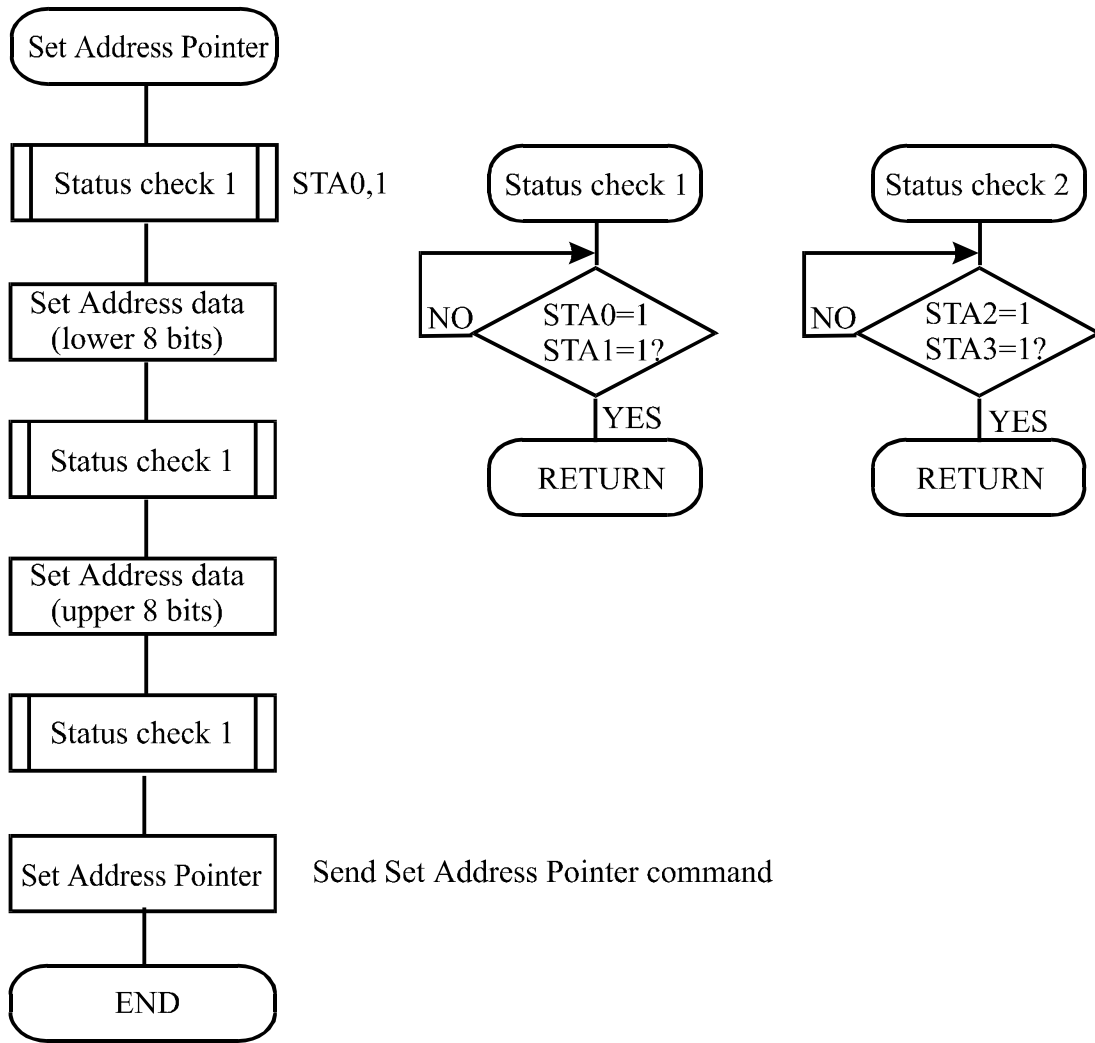 Set Address Pointer
Status check 1
STA0,1
Set Address data
(lower 8 bits)
Status check 1
Set Address data
(upper 8 bits)
Status check 1
Set Address Pointer
Send Set Address Pointer command
END
Status check 1
NO
STA0=1
STA1=1?
YES
RETURN
Status check 2
NO
STA2=1
STA3=1?
YES
RETURN